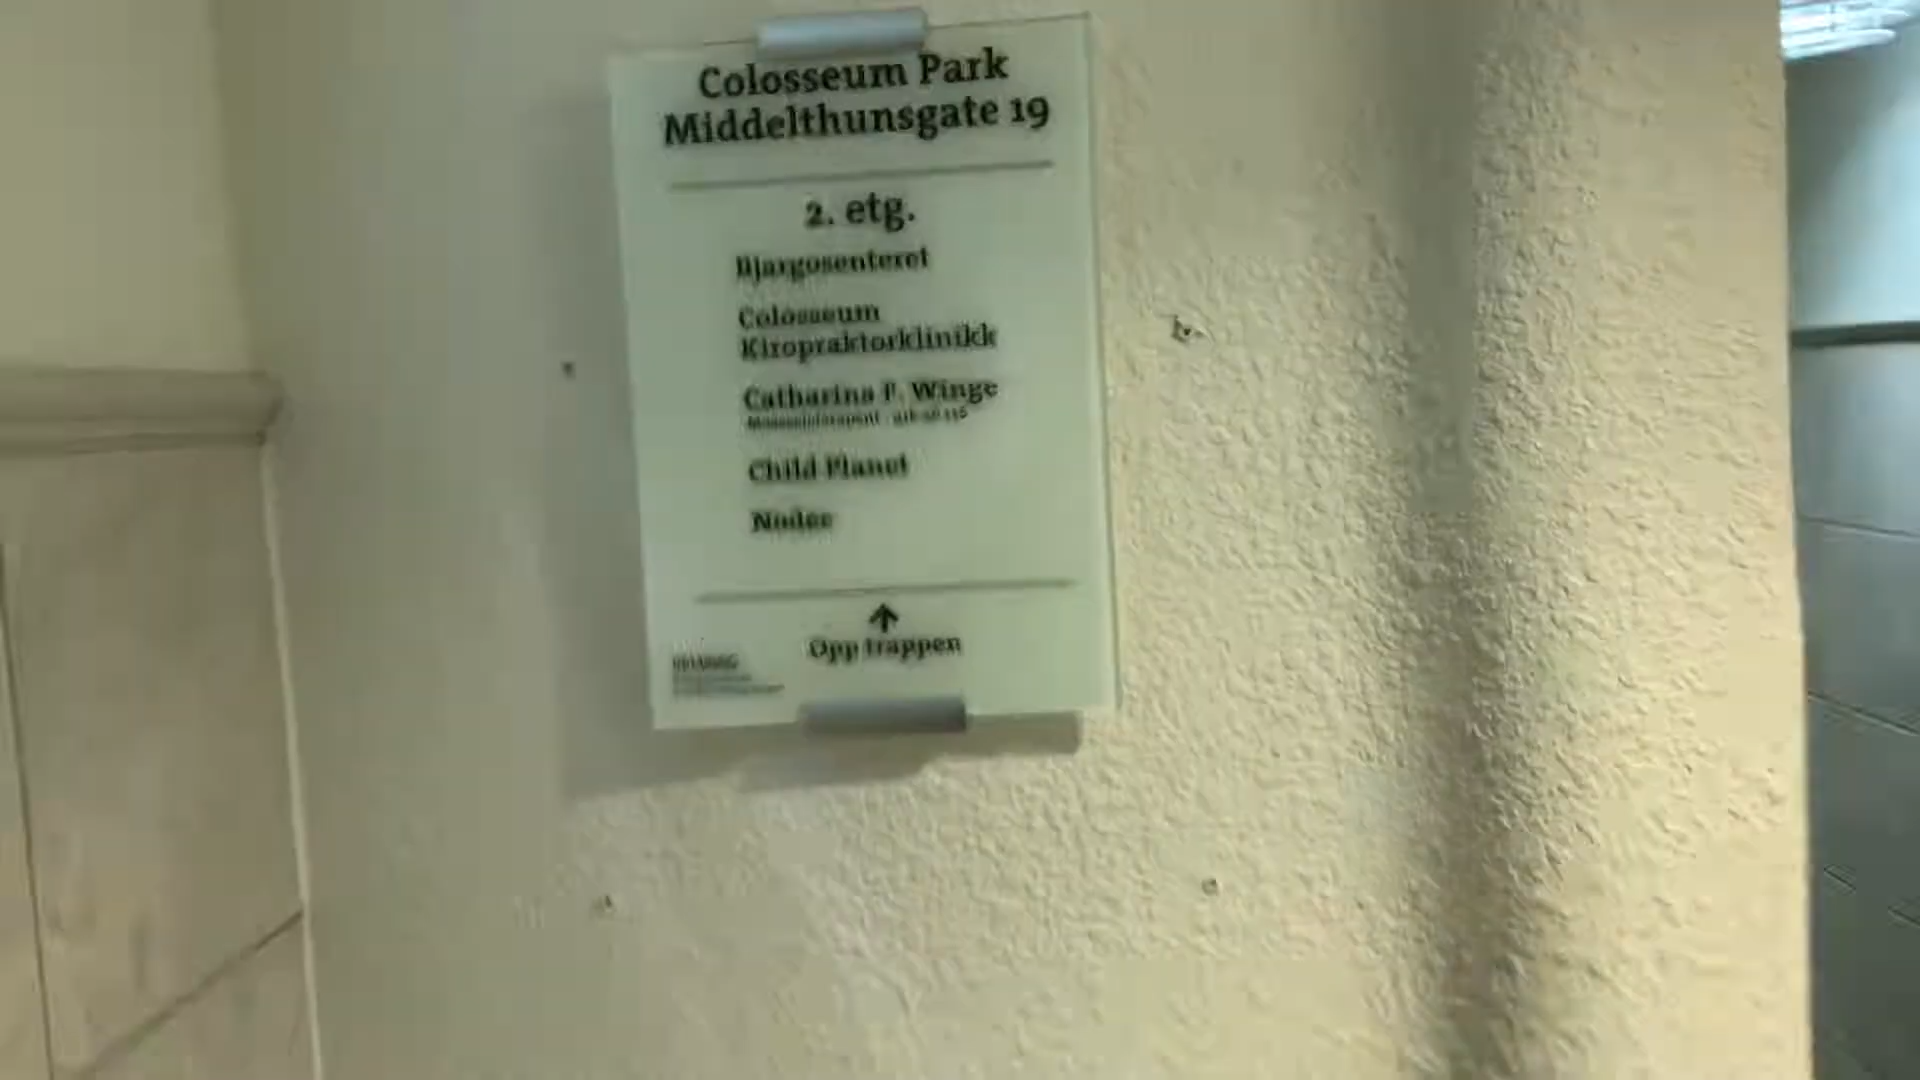 Colosseum Park
Middelthunsgate 19
2. etg.
Bjargosenteret
Colosseum
Kiropraktorklinikk
Catharina F. Winge
Child Planet
Nodee
Opp trappen